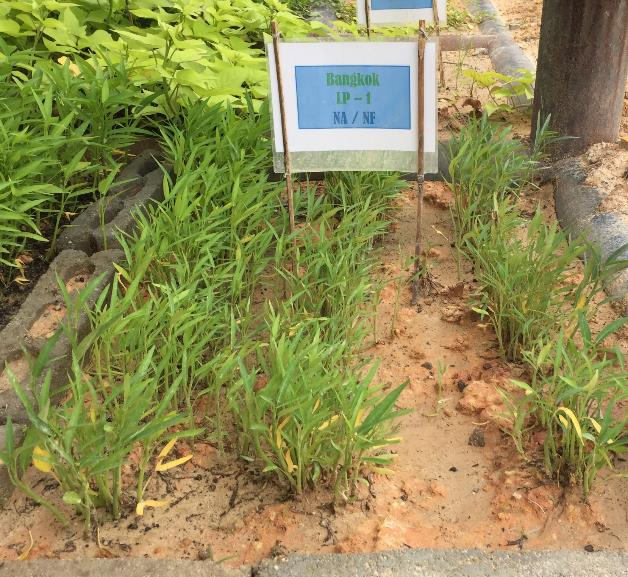 Bangkok
LP – 1
NA / NF